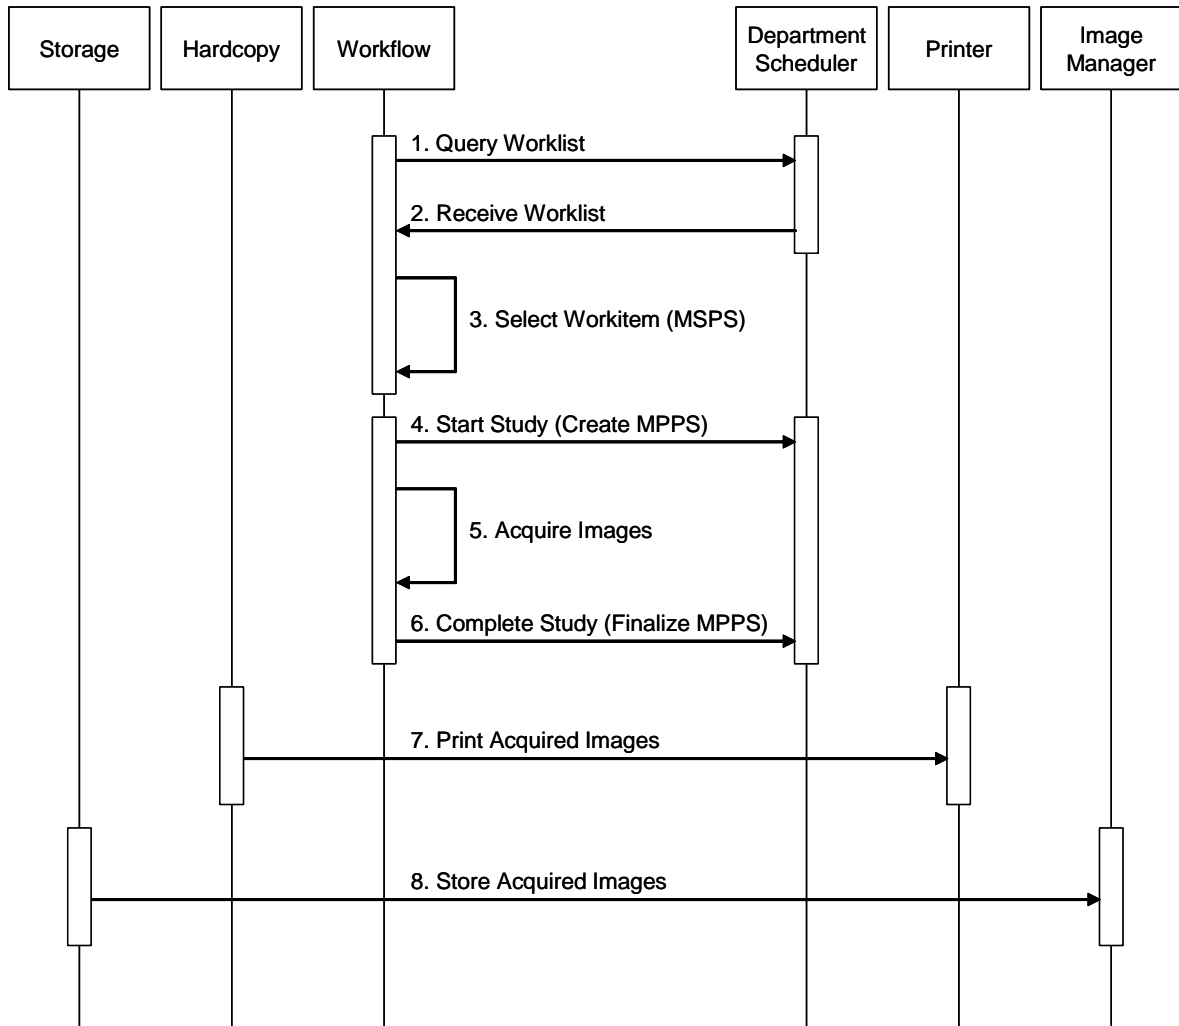 Storage
Hardcopy
Workflow
Department
Scheduler
Printer
Image
Manager
1. Query Worklist
2. Receive Worklist
3. Select Workitem (MSPS)
4. Start Study (Create MPPS)
5. Acquire Images
6. Complete Study (Finalize MPPS)
7. Print Acquired Images
8. Store Acquired Images